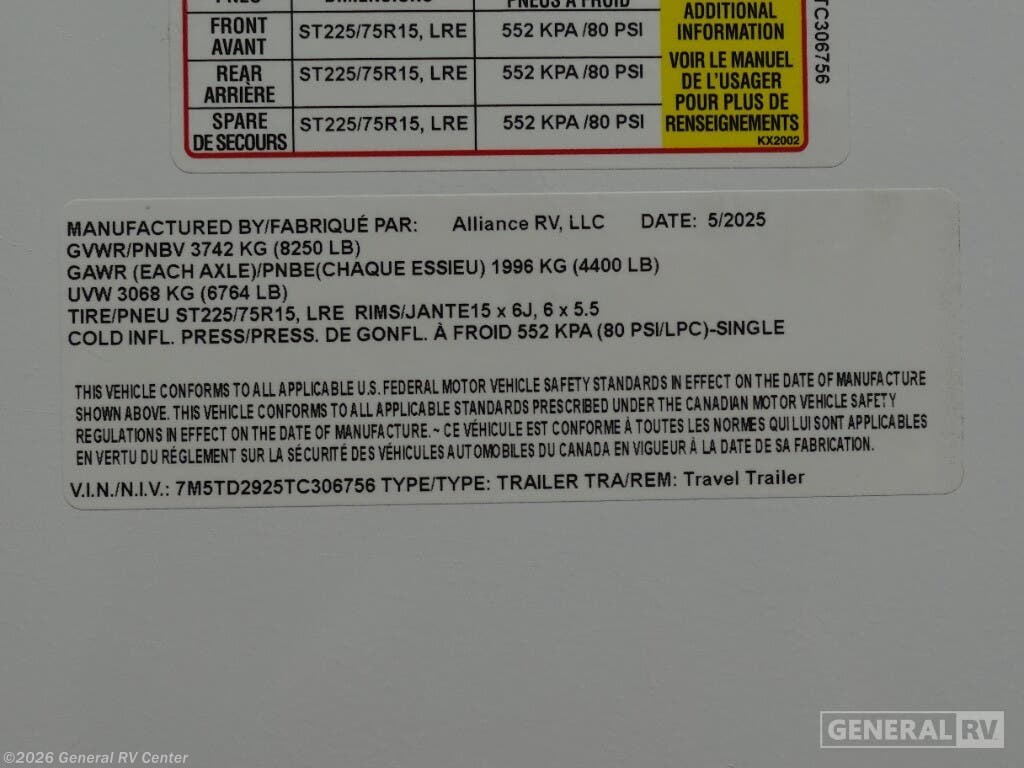 PNEU DIMENSIONS PNEUS À FROID
FRONT
AVANT
ST225/75R15, LRE 552 KPA /80 PSI
REAR
ARRIÈRE
ST225/75R15, LRE 552 KPA /80 PSI
SPARE
DE SECOURS
ST225/75R15, LRE 552 KPA /80 PSI
ADDITIONAL
INFORMATION
VOIR LE MANUEL
DE L'USAGER
POUR PLUS DE
RENSEIGNEMENTS
KX2002
TC306756
MANUFACTURED BY/FABRIQUÉ PAR: Alliance RV, LLC DATE: 5/2025
GVWR/PNBV 3742 KG (8250 LB)
GAWR (EACH AXLE)/PNBE(CHAQUE ESSIEU) 1996 KG (4400 LB)
UVW 3068 KG (6764 LB)
TIRE/PNEU ST225/75R15, LRE RIMS/JANTE15 x 6J, 6 x 5.5
COLD INFL. PRESS/PRESS. DE GONFL. À FROID 552 KPA (80 PSI/LPC)-SINGLE
THIS VEHICLE CONFORMS TO ALL APPLICABLE U.S. FEDERAL MOTOR VEHICLE SAFETY STANDARDS IN EFFECT ON THE DATE OF MANUFACTURE
SHOWN ABOVE. THIS VEHICLE CONFORMS TO ALL APPLICABLE STANDARDS PRESCRIBED UNDER THE CANADIAN MOTOR VEHICLE SAFETY
REGULATIONS IN EFFECT ON THE DATE OF MANUFACTURE. ~ CE VÉHICULE EST CONFORME À TOUTES LES NORMES QUI LUI SONT APPLICABLES
EN VERTU DU RÉGLEMENT SUR LA SÉCURITÉ DES VÉHICULES AUTOMOBILES DU CANADA EN VIGUEUR À LA DATE DE SA FABRICATION.
V.I.N./N.I.V.: 7M5TD2925TC306756 TYPE/TYPE: TRAILER TRA/REM: Travel Trailer
GENERAL RV
©2026 General RV Center